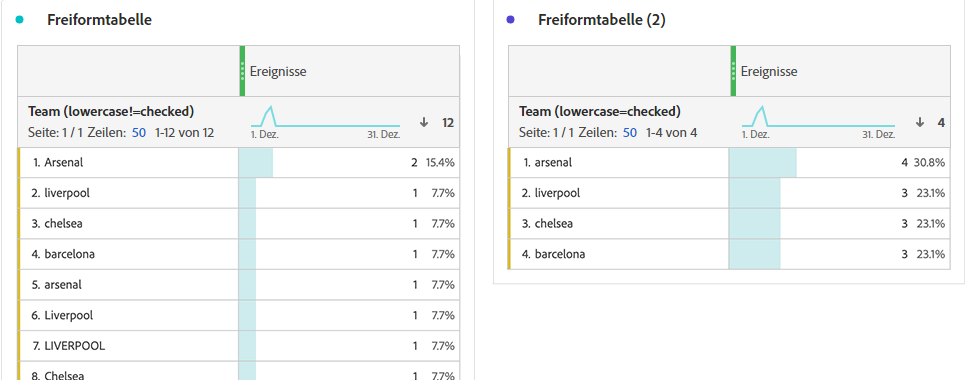 Freiformtabelle
Ereignisse
Team (lowercase!=checked)
Seite: 1 / 1 Zeilen: 50 1-12 von 12
1. Dez. 31. Dez.
12
1. Arsenal 2 15.4%
2. liverpool 1 7.7%
3. chelsea 1 7.7%
4. barcelona 1 7.7%
5. arsenal 1 7.7%
6. Liverpool 1 7.7%
7. LIVERPOOL 1 7.7%
8. Chelsea 1 7.7%
Freiformtabelle (2)
Ereignisse
Team (lowercase=checked)
Seite: 1 / 1 Zeilen: 50 1-4 von 4
1. Dez. 31. Dez.
4
1. arsenal 4 30.8%
2. liverpool 3 23.1%
3. chelsea 3 23.1%
4. barcelona 3 23.1%